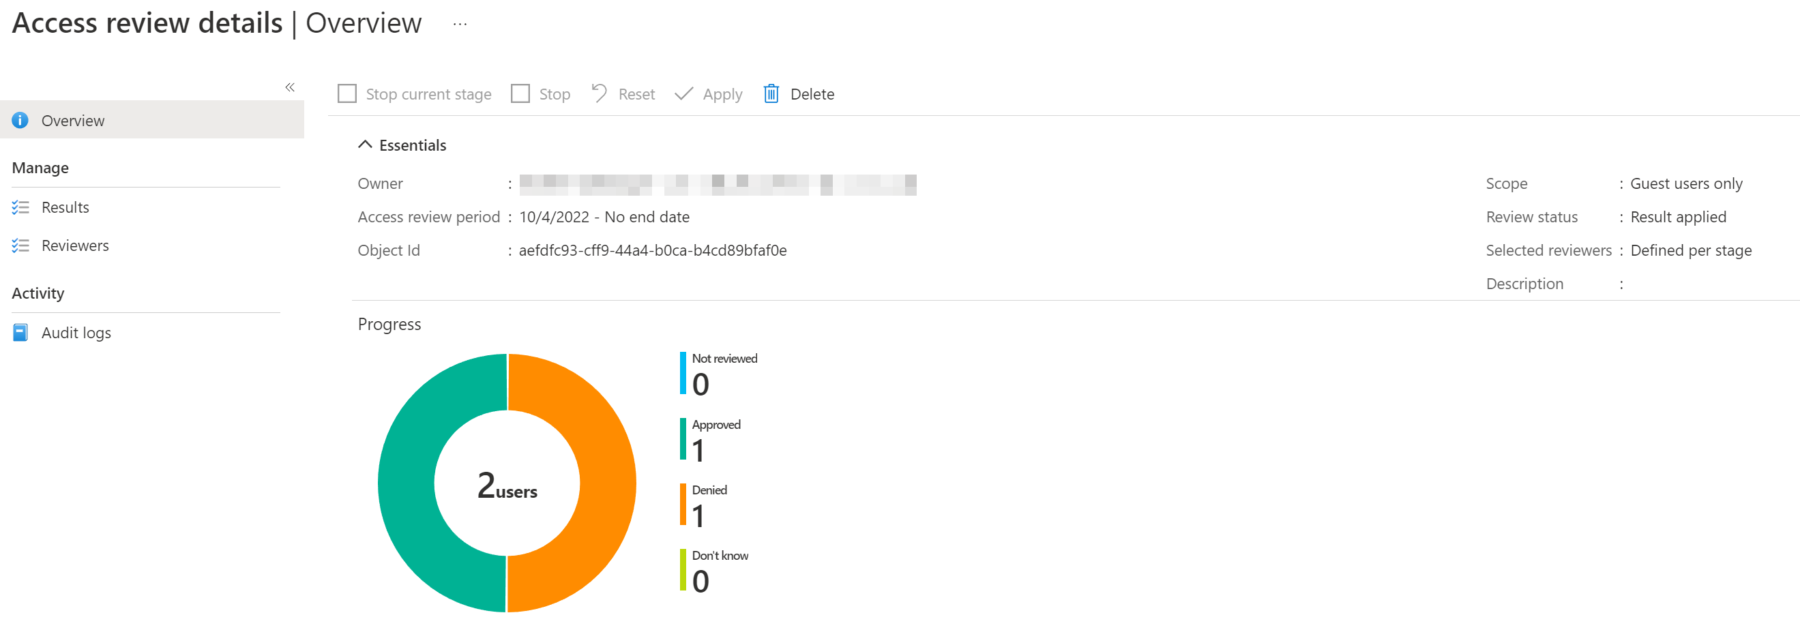 Access review details | Overview ...
«
Overview
Manage
Results
Reviewers
Activity
Audit logs
Stop current stage Stop Reset Apply Delete
Essentials
Owner :
Access review period : 10/4/2022 - No end date
Object Id : aefdfc93-cff9-44a4-b0ca-b4cd89bfaf0e
Scope : Guest users only
Review status : Result applied
Selected reviewers : Defined per stage
Description :
Progress
2 users
Not reviewed
0
Approved
1
Denied
1
Don't know
0